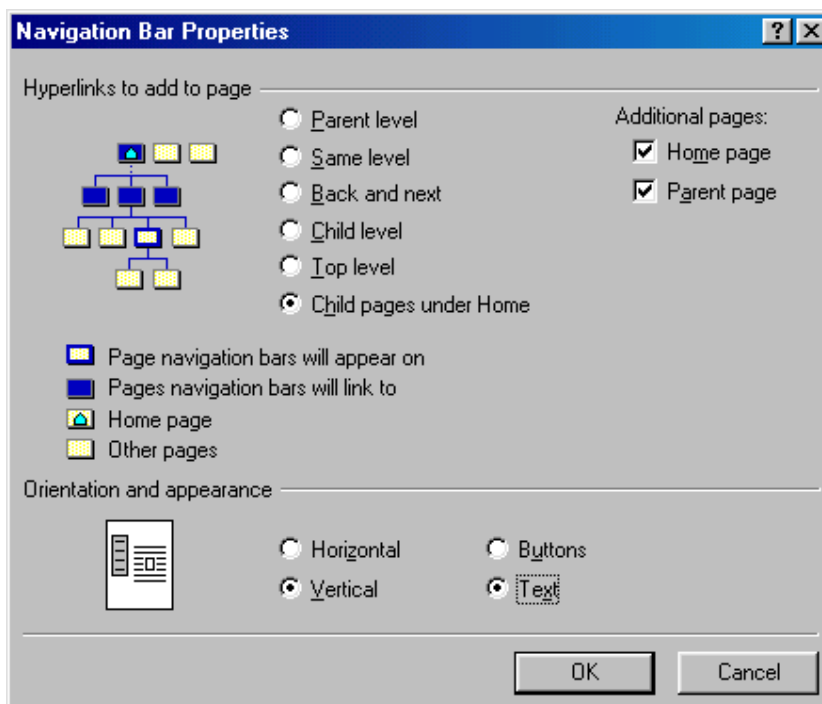 Navigation Bar Properties
Hyperlinks to add to page
Parent level
Same level
Back and next
Child level
Top level
Child pages under Home
Additional pages:
Home page
Parent page
Page navigation bars will appear on
Pages navigation bars will link to
Home page
Other pages
Orientation and appearance
Horizontal
Buttons
Vertical
Text
OK
Cancel